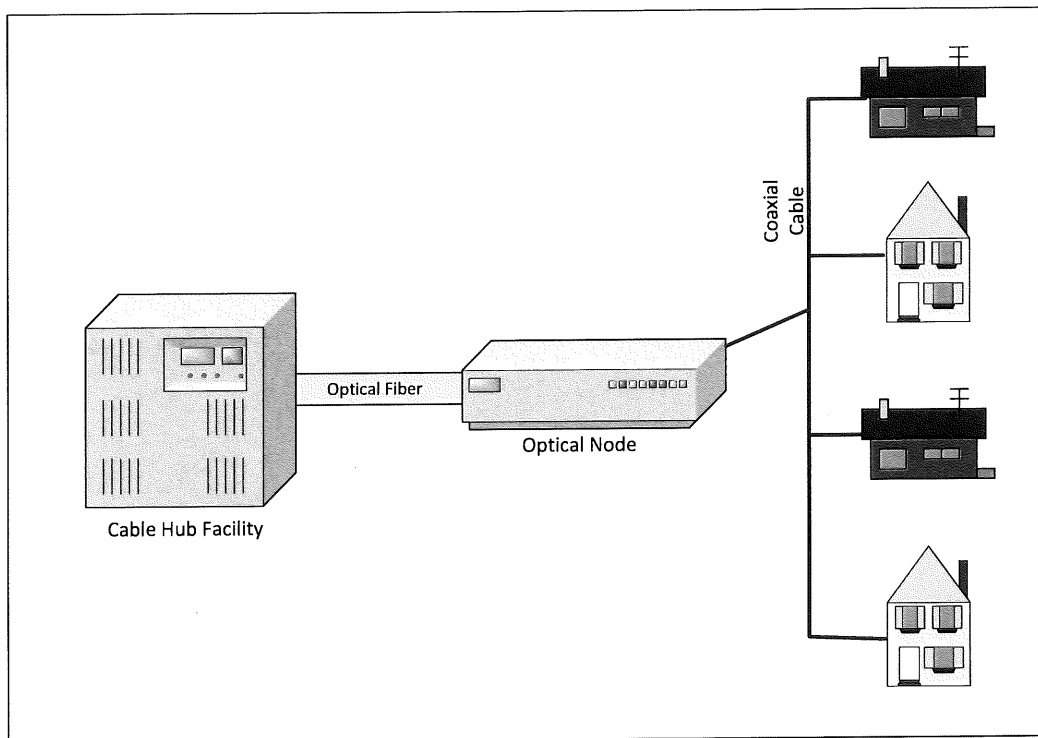 Coaxial
Cable
Optical Fiber
Optical Node
Cable Hub Facility